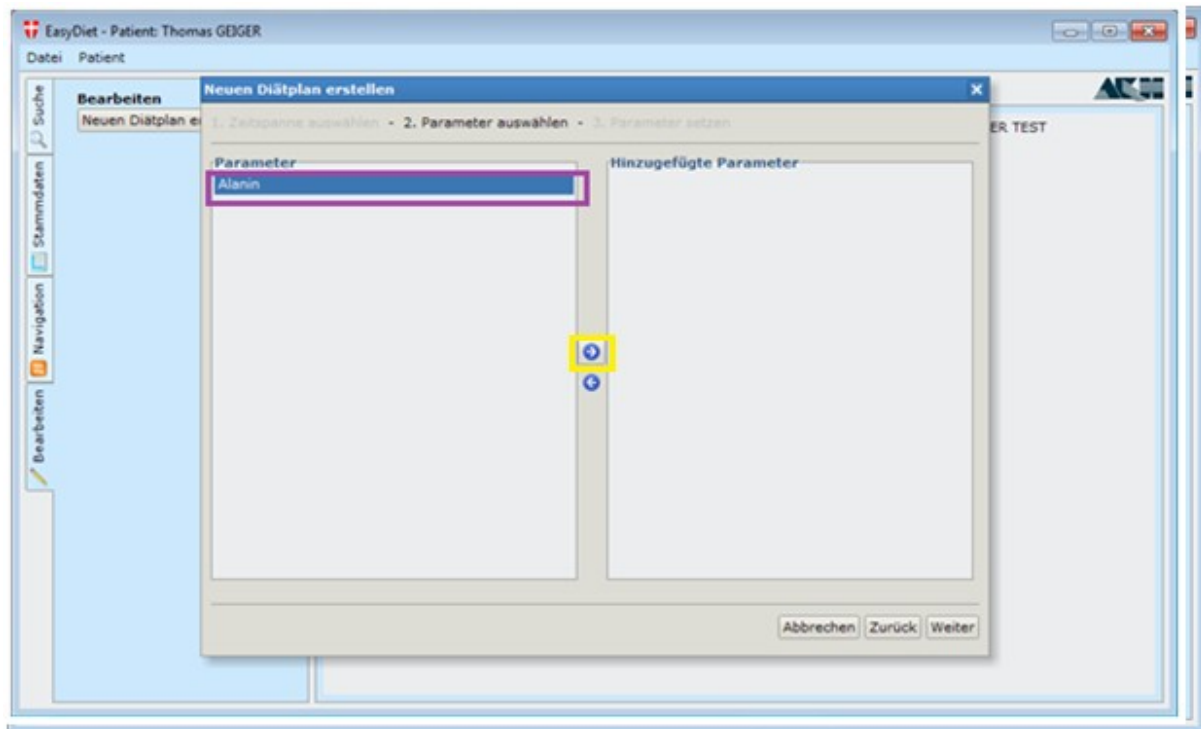 EasyDiet - Patient: Thomas GEIGER
Datei Patient
Suche
Stammdaten
Navigation
Bearbeiten
Bearbeiten
Neuen Diätplan e
ER TEST
Neuen Diätplan erstellen
1. Zeitspanne auswählen - 2. Parameter auswählen - 3. Parameter setzen
Parameter
Alanin
Hinzugefügte Parameter
Abbrechen Zurück Weiter